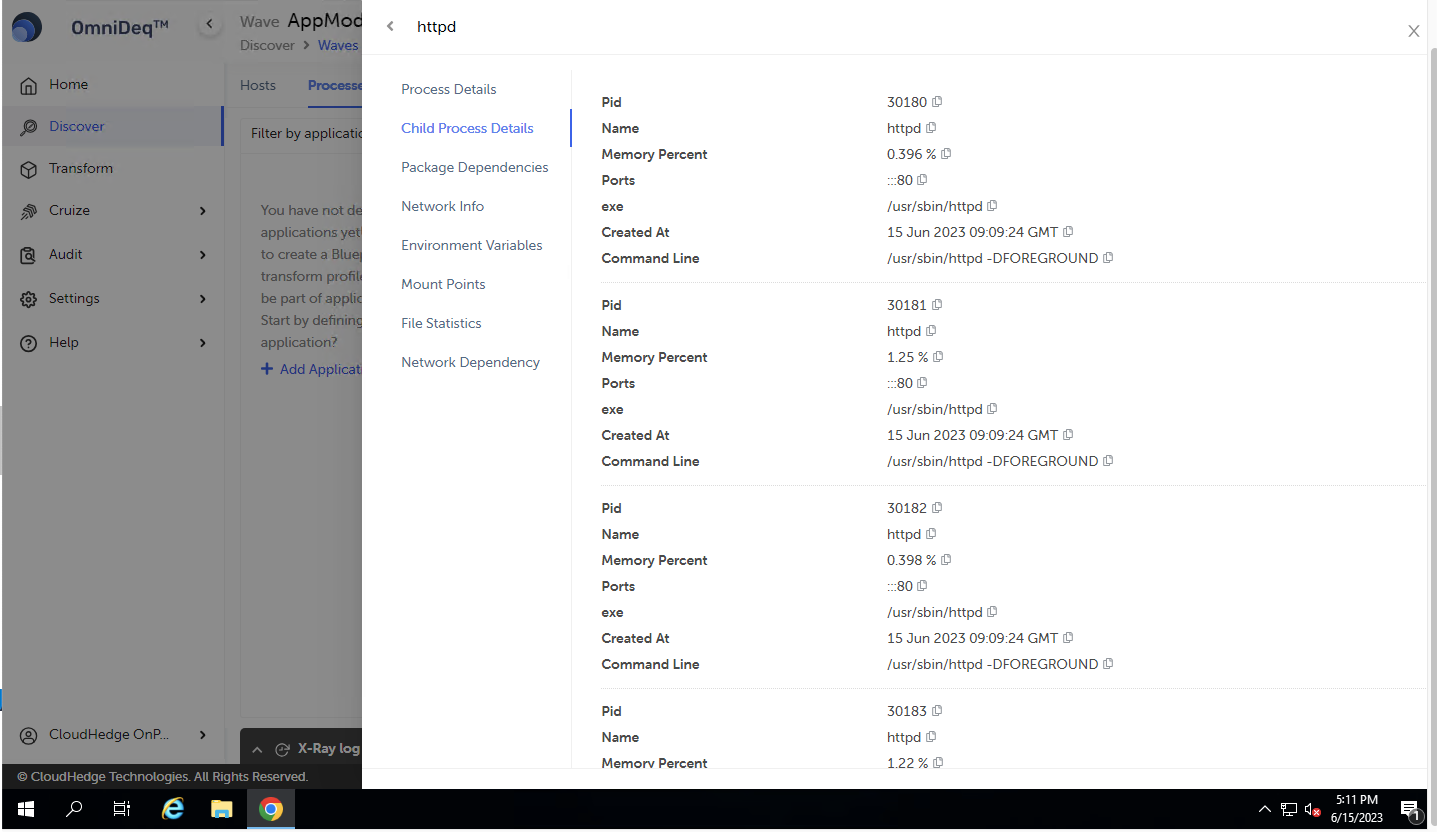 OmniDeq™
Home
Discover
Transform
Cruize
Audit
Settings
Help
CloudHedge OnP...
© CloudHedge Technologies. All Rights Reserved.
Wave AppMod
Discover > Waves
Hosts Processe
Filter by applicatio
You have not de
applications yet
to create a Bluep
transform profile
be part of applic
Start by defining
application?
+ Add Applicat
X-Ray log
httpd
Process Details
Child Process Details
Package Dependencies
Network Info
Environment Variables
Mount Points
File Statistics
Network Dependency
Pid 30180
Name httpd
Memory Percent 0.396 %
Ports :::80
exe /usr/sbin/httpd
Created At 15 Jun 2023 09:09:24 GMT
Command Line /usr/sbin/httpd -DFOREGROUND
Pid 30181
Name httpd
Memory Percent 1.25 %
Ports :::80
exe /usr/sbin/httpd
Created At 15 Jun 2023 09:09:24 GMT
Command Line /usr/sbin/httpd -DFOREGROUND
Pid 30182
Name httpd
Memory Percent 0.398 %
Ports :::80
exe /usr/sbin/httpd
Created At 15 Jun 2023 09:09:24 GMT
Command Line /usr/sbin/httpd -DFOREGROUND
Pid 30183
Name httpd
Memory Percent 1.22 %
5:11 PM
6/15/2023
1